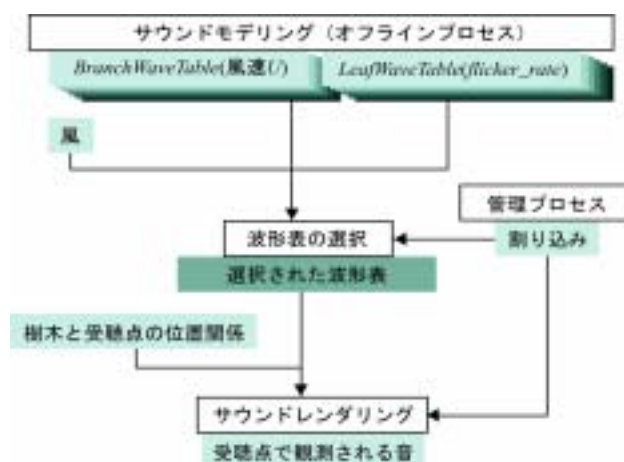 サウンドモデリング(オフラインプロセス)
BranchWaveTable(風速U) LeafWaveTable(flicker_rate)
風
管理プロセス
波形表の選択
割り込み
選択された波形表
樹木と受聴点の位置関係
サウンドレンダリング
受聴点で観測される音